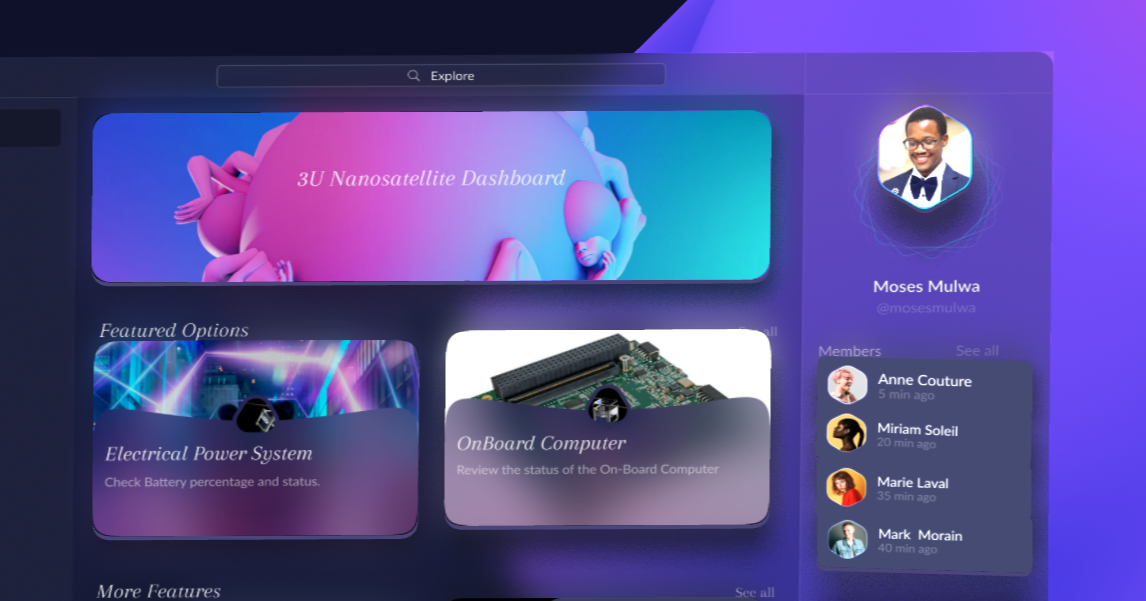 Explore
3U Nanosatellite Dashboard
Moses Mulwa
@mosesmulwa
Featured Options
See all
Electrical Power System
Check Battery percentage and status.
OnBoard Computer
Review the status of the On-Board Computer
Members
See all
Anne Couture
5 min ago
Miriam Soleil
20 min ago
Marie Laval
35 min ago
Mark Morain
40 min ago
More Features
See all